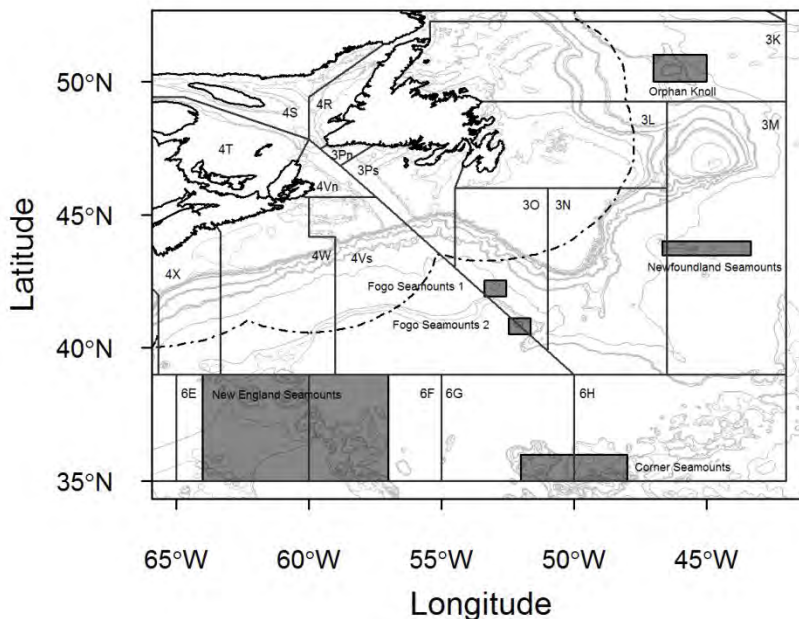 3K
50°N
Orphan Knoll
4S
4R
3L
3M
4T
3Pn
3Ps
4Vn
45°N
3O
3N
4X
4W
4Vs
Newfoundland Seamounts
Fogo Seamounts 1
Fogo Seamounts 2
40°N
6E
New England Seamounts
6F
6G
6H
Corner Seamounts
35°N
65°W
60°W
55°W
50°W
45°W
Latitude
Longitude